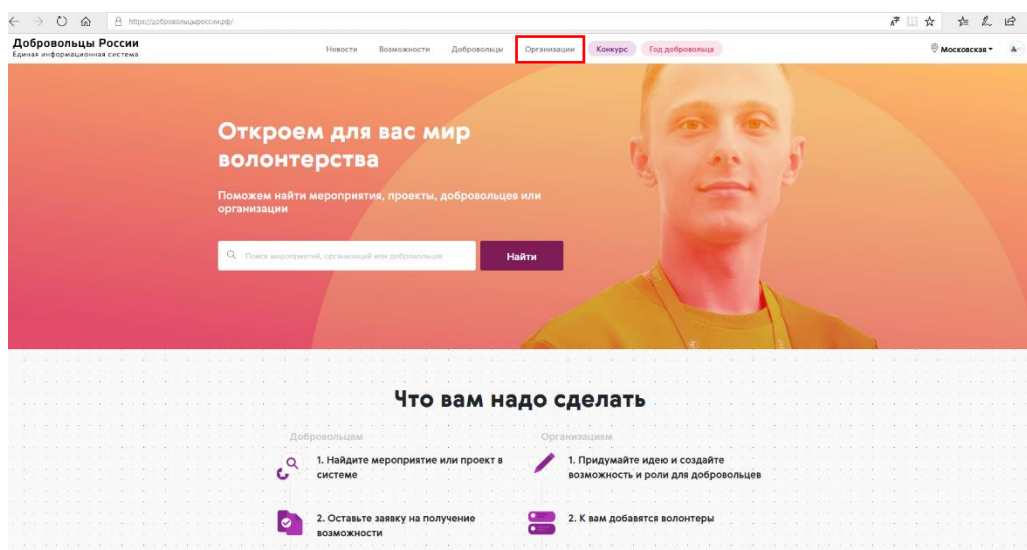 https://добровольцыроссии.рф/
Добровольцы России
Единая информационная система
Новости Возможности Добровольцы Организации Конкурс Год добровольца Московская
Откроем для вас мир
волонтерства
Поможем найти мероприятия, проекты, добровольцев или
организации
Поиск мероприятий, организаций или добровольцев
Найти
Что вам надо сделать
Добровольцам
1. Найдите мероприятие или проект в
системе
2. Оставьте заявку на получение
возможности
Организациям
1. Придумайте идею и создайте
возможность и роли для добровольцев
2. К вам добавятся волонтеры